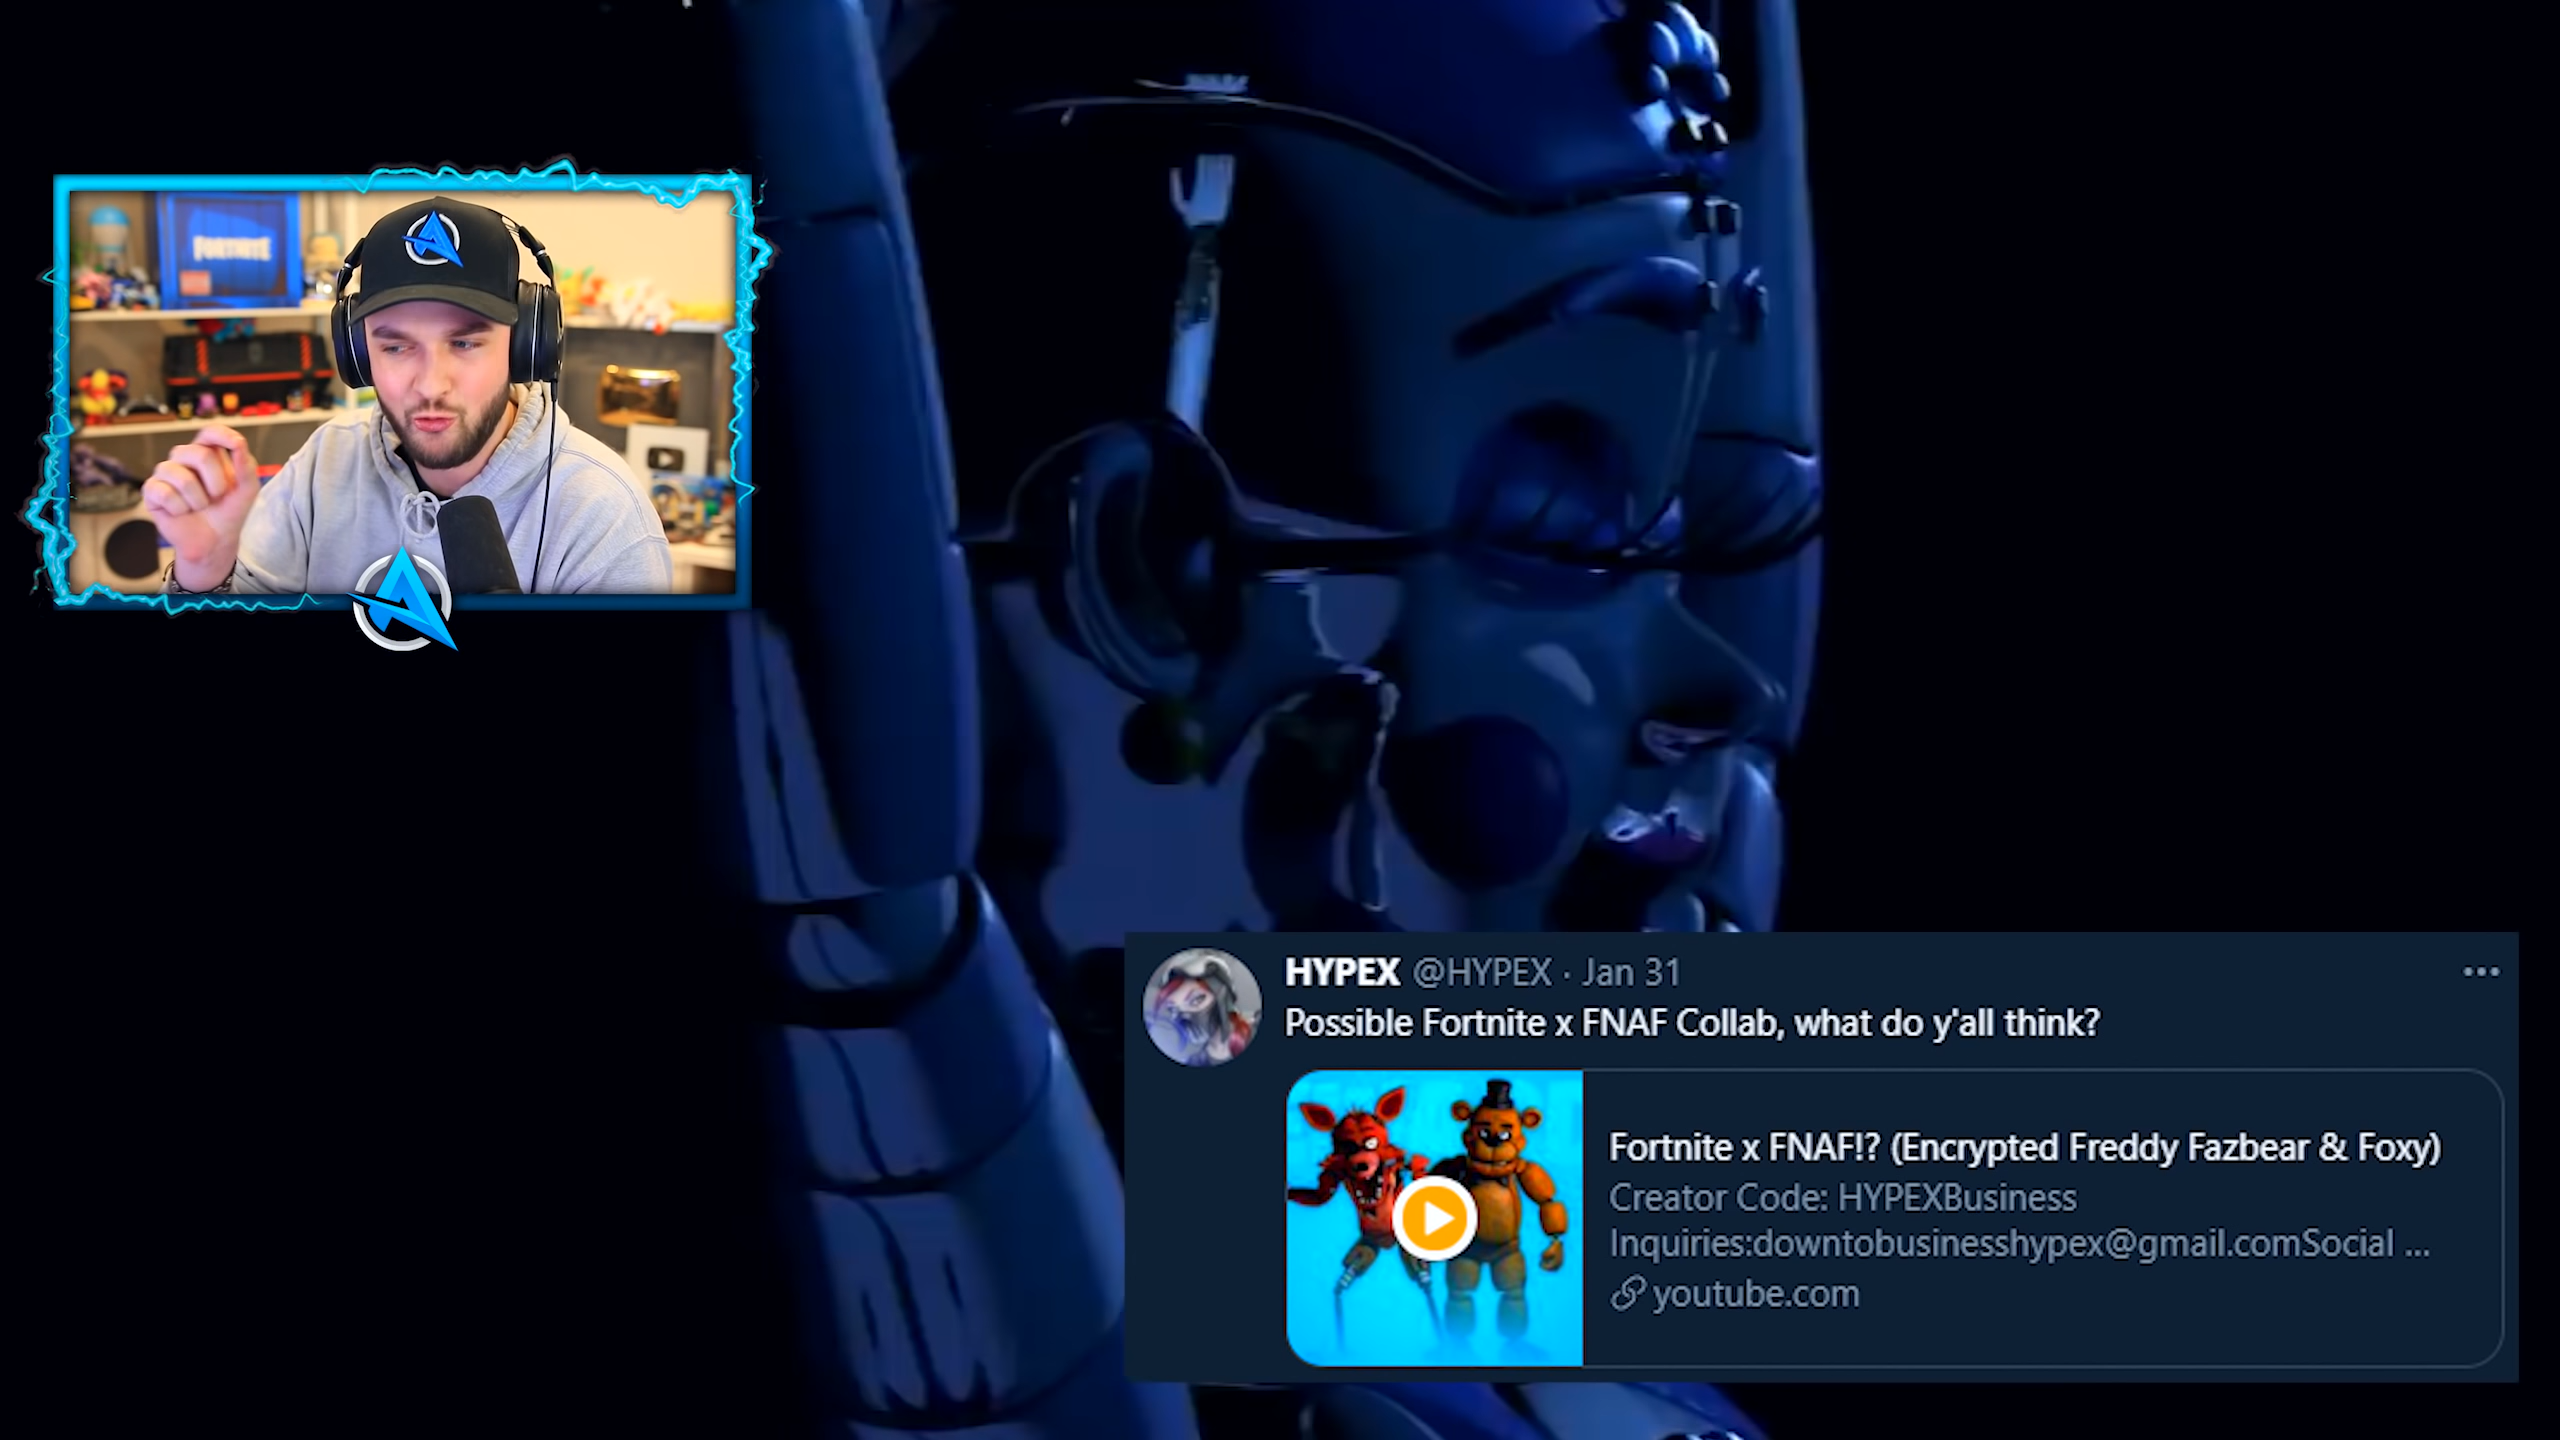 FORTNITE
HYPEX @HYPEX · Jan 31
Possible Fortnite x FNAF Collab, what do y'all think?
Fortnite x FNAF!? (Encrypted Freddy Fazbear & Foxy)
Creator Code: HYPEXBusiness
Inquiries:downtobusinesshypex@gmail.comSocial ...
youtube.com